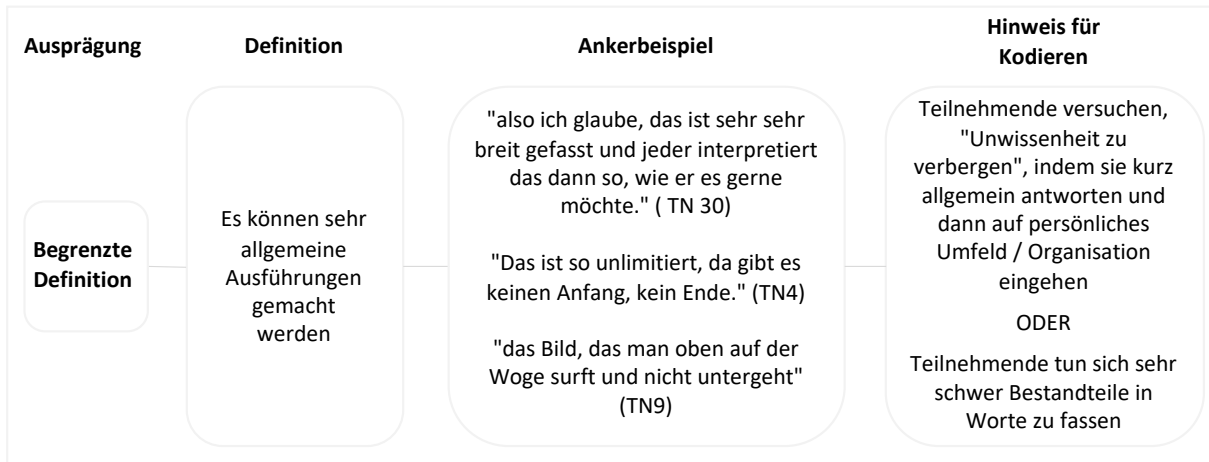 Ausprägung
Definition
Ankerbeispiel
Hinweis für
Kodieren
Begrenzte
Definition
Es können sehr
allgemeine
Ausführungen
gemacht
werden
"also ich glaube, das ist sehr sehr
breit gefasst und jeder interpretiert
das dann so, wie er es gerne
möchte." ( TN 30)
"Das ist so unlimitiert, da gibt es
keinen Anfang, kein Ende." (TN4)
"das Bild, das man oben auf der
Woge surft und nicht untergeht"
(TN9)
Teilnehmende versuchen,
"Unwissenheit zu
verbergen", indem sie kurz
allgemein antworten und
dann auf persönliches
Umfeld / Organisation
eingehen
ODER
Teilnehmende tun sich sehr
schwer Bestandteile in
Worte zu fassen